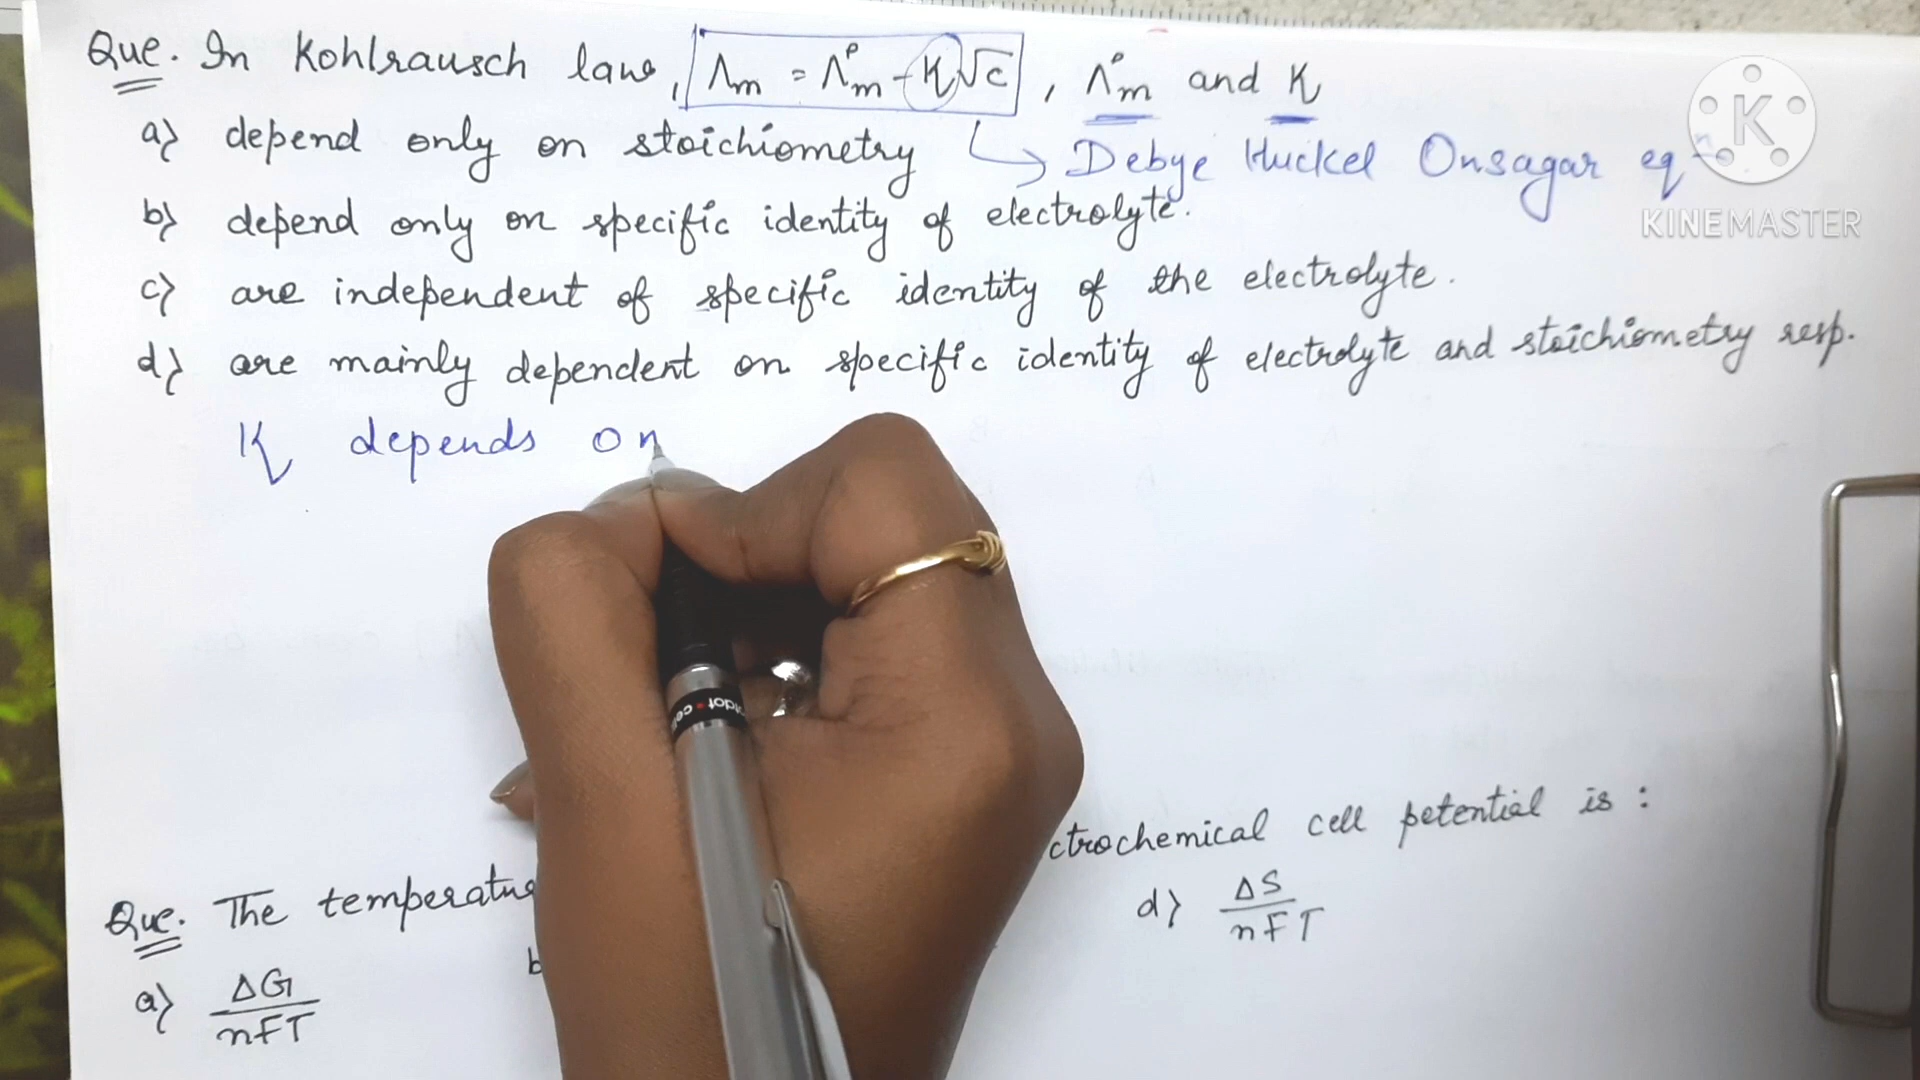 Que. In Kohlrausch law, Λm = Λ°m - K√c , Λ°m and K
a) depend only on stoichiometry
↳ Debye Huckel Onsagar eqn
b) depend only on specific identity of electrolyte.
c) are independent of specific identity of the electrolyte.
d) are mainly dependent on specific identity of electrolyte and stoichiometry resp.
K depends on
K
KINEMASTER
Que. The temperatu ctrochemical cell potential is :
a) ΔG/nFT b d) ΔS/nFT